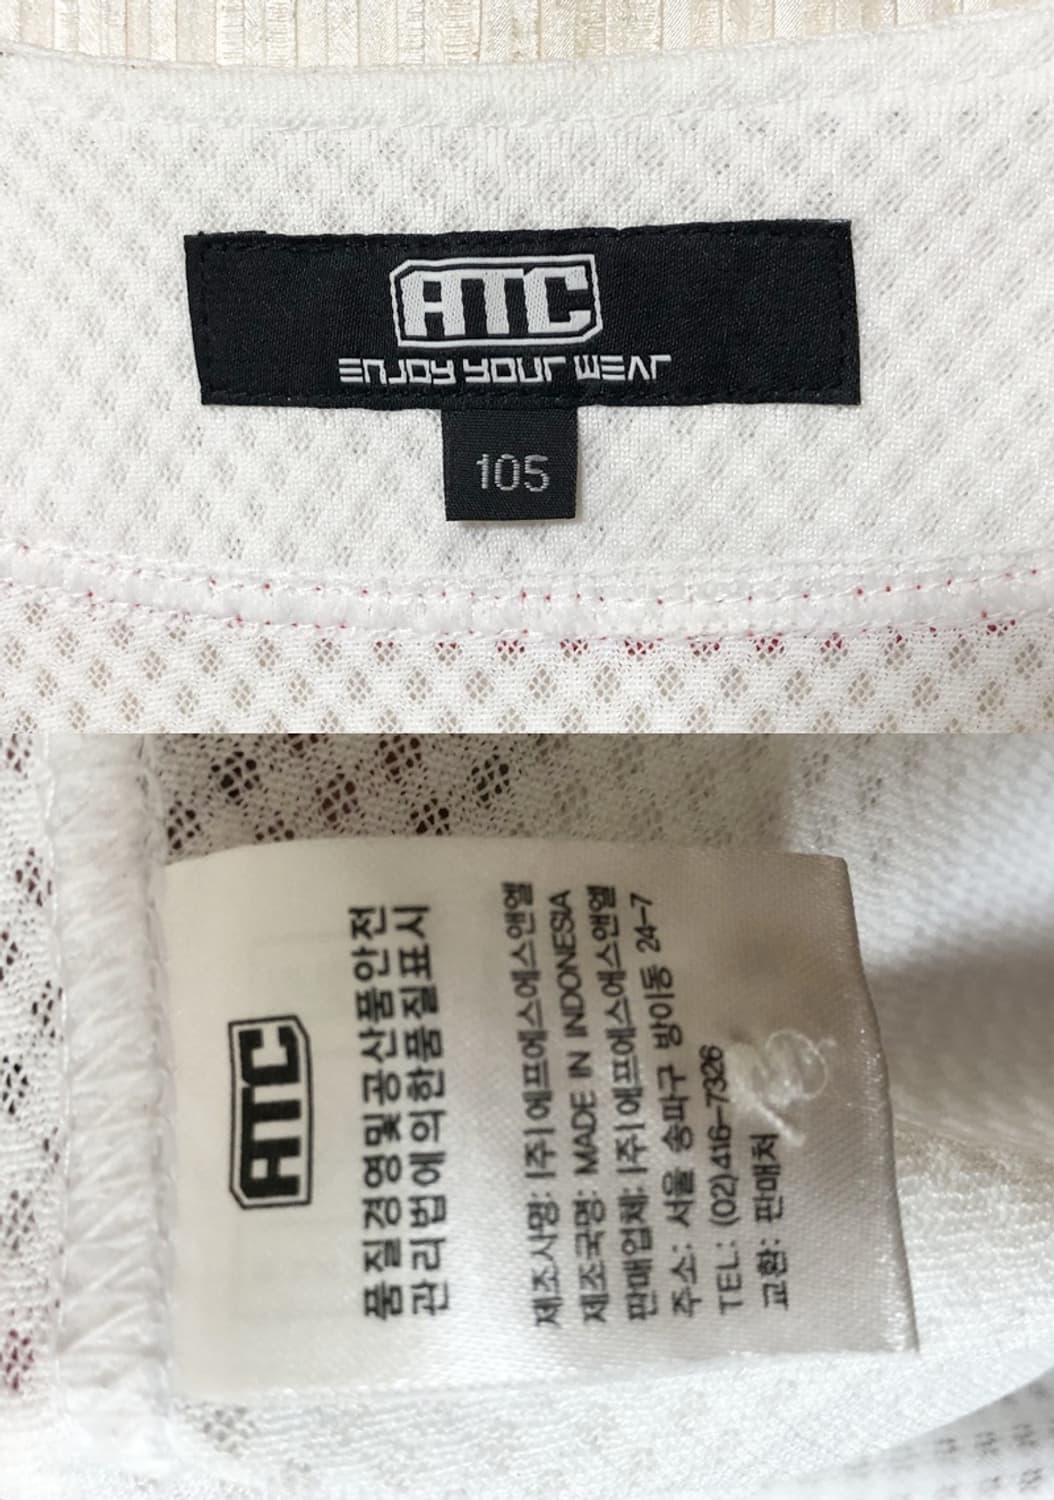 ATC
ENJOY YOUR WEAR
105
ATC
품질경영및공산품안전
관리법에의한품질표시
제조사명: (주)에프에스앤엘
제조국명: MADE IN INDONESIA
판매업체: (주)에프에스앤엘
주소: 서울 송파구 방이동 24-7
TEL: (02)416-7326
교환: 판매처